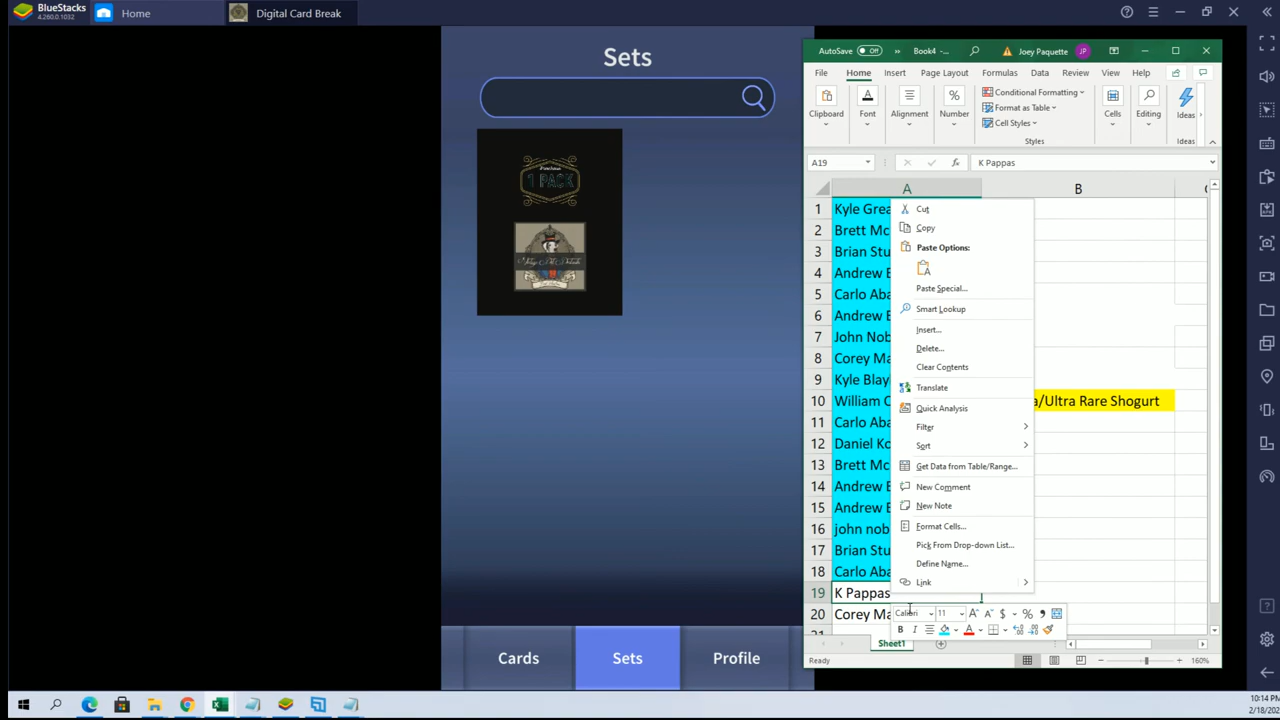 BlueStacks
4.260.0.1032
Home
Digital Card Break
Sets
1 PACK
Cards
Sets
Profile
AutoSave
Off
Book4 -...
Joey Paquette
JP
File
Home
Insert
Page Layout
Formulas
Data
Review
View
Help
Clipboard
Font
Alignment
Number
Conditional Formatting
Format as Table
Cell Styles
Styles
Cells
Editing
Ideas
Ideas
A19
fx
K Pappas
A
B
1 Kyle Grea
2 Brett Mc
3 Brian Stu
4 Andrew B
5 Carlo Aba
6 Andrew B
7 John Nob
8 Corey Ma
9 Kyle Blay
10 William C
a/Ultra Rare Shogurt
11 Carlo Aba
12 Daniel Ko
13 Brett Mc
14 Andrew B
15 Andrew B
16 john nob
17 Brian Stu
18 Carlo Aba
19 K Pappas
20 Corey Ma
21
Cut
Copy
Paste Options:
Paste Special...
Smart Lookup
Insert...
Delete...
Clear Contents
Translate
Quick Analysis
Filter
Sort
Get Data from Table/Range...
New Comment
New Note
Format Cells...
Pick From Drop-down List...
Define Name...
Link
Calibri
11
A A $ % 9
B I A
Sheet1
Ready
160%
10:14 PM
2/18/202